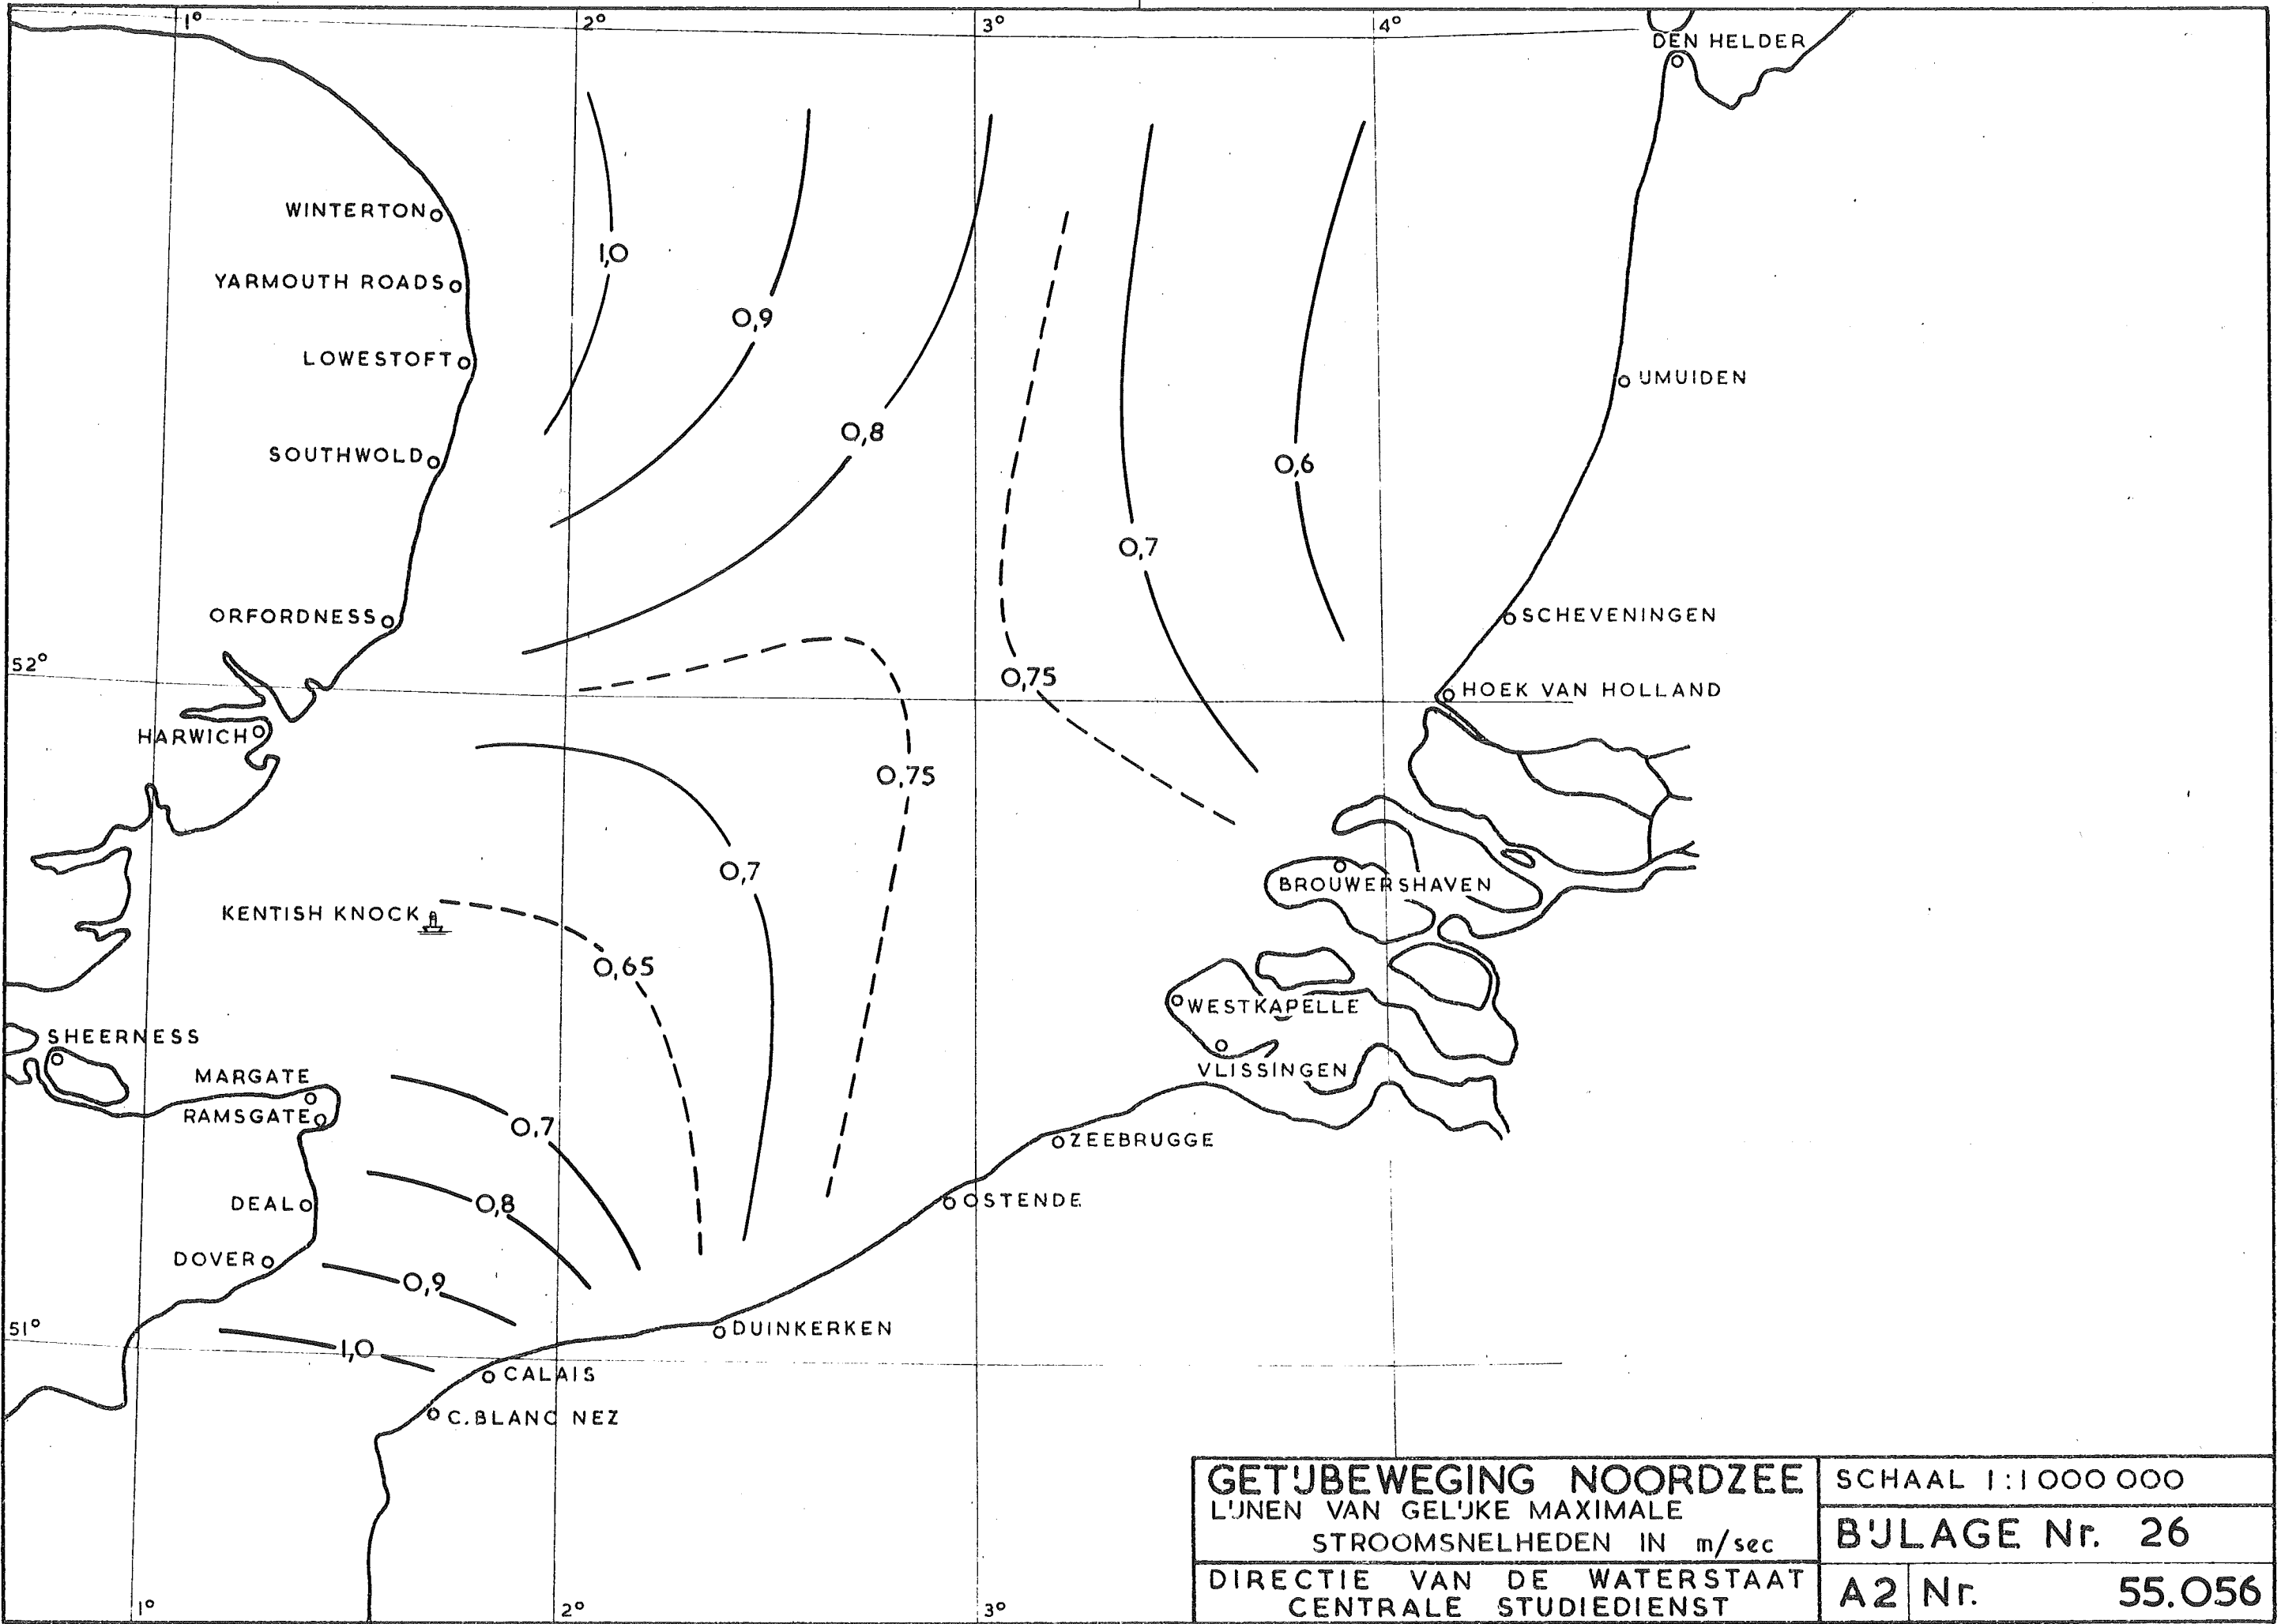 1° 2° 3° 4°
DEN HELDER
WINTERTON
1,0
YARMOUTH ROADS
0,9
LOWESTOFT
IJMUIDEN
0,8
SOUTHWOLD
0,6
0,7
ORFORDNESS
SCHEVENINGEN
52°
0,75
HOEK VAN HOLLAND
HARWICH
0,75
0,7
BROUWERSHAVEN
KENTISH KNOCK
0,65
WESTKAPELLE
SHEERNESS
VLISSINGEN
MARGATE
RAMSGATE
0,7
ZEEBRUGGE
OSTENDE
DEAL
0,8
DOVER
0,9
51°
DUINKERKEN
1,0
CALAIS
C. BLANC NEZ
GETIJBEWEGING NOORDZEE
LIJNEN VAN GELIJKE MAXIMALE
STROOMSNELHEDEN IN m/sec
DIRECTIE VAN DE WATERSTAAT
CENTRALE STUDIEDIENST
SCHAAL 1:1 000 000
BIJLAGE Nr. 26
A2 Nr. 55.056
1° 2° 3°